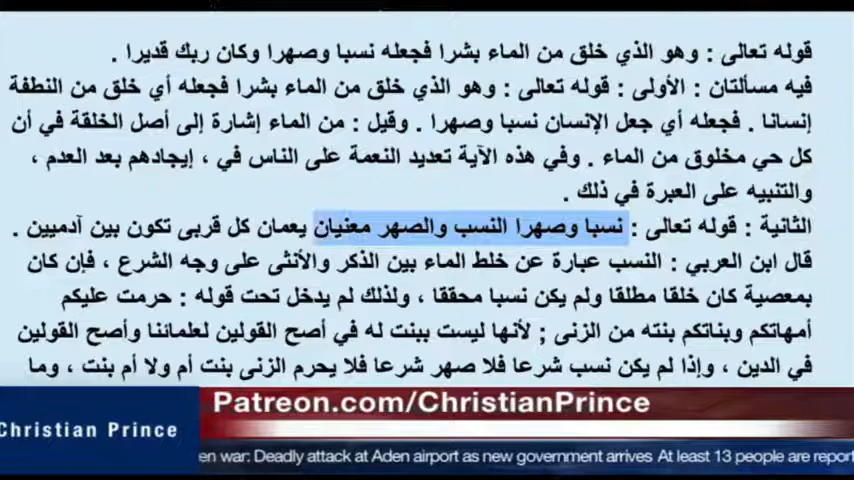 قوله تعالى : وهو الذي خلق من الماء بشرا فجعله نسبا وصهرا وكان ربك قديرا .
فيه مسألتان : الأولى : قوله تعالى : وهو الذي خلق من الماء بشرا فجعله أي خلق من النطفة
إنسانا . فجعله أي جعل الإنسان نسبا وصهرا . وقيل : من الماء إشارة إلى أصل الخلقة في أن
كل حي مخلوق من الماء . وفي هذه الآية تعديد النعمة على الناس في ، إيجادهم بعد العدم ،
والتنبيه على العبرة في ذلك .
الثانية : قوله تعالى : نسبا وصهرا النسب والصهر معنيان يعمان كل قربى تكون بين آدميين .
قال ابن العربي : النسب عبارة عن خلط الماء بين الذكر والأنثى على وجه الشرع ، فإن كان
بمعصية كان خلقا مطلقا ولم يكن نسبا محققا ، ولذلك لم يدخل تحت قوله : حرمت عليكم
أمهاتكم وبناتكم بنته من الزنى ; لأنها ليست ببنت له في أصح القولين لعلمائنا وأصح القولين
في الدين ، وإذا لم يكن نسب شرعا فلا صهر شرعا فلا يحرم الزنى بنت أم ولا أم بنت ، وما
Patreon.com/ChristianPrince
Christian Prince
en war: Deadly attack at Aden airport as new government arrives At least 13 people are report